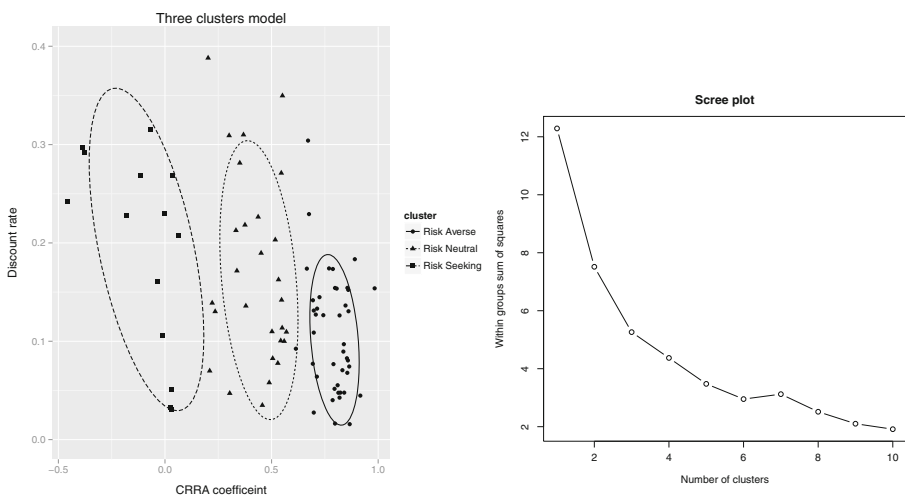 Three clusters model
0.4
0.3
0.2
0.1
0.0
Discount rate
−0.5
0.0
0.5
1.0
CRRA coefficeint
cluster
Risk Averse
Risk Neutral
Risk Seeking
Scree plot
12
10
8
6
4
2
Within groups sum of squares
2
4
6
8
10
Number of clusters